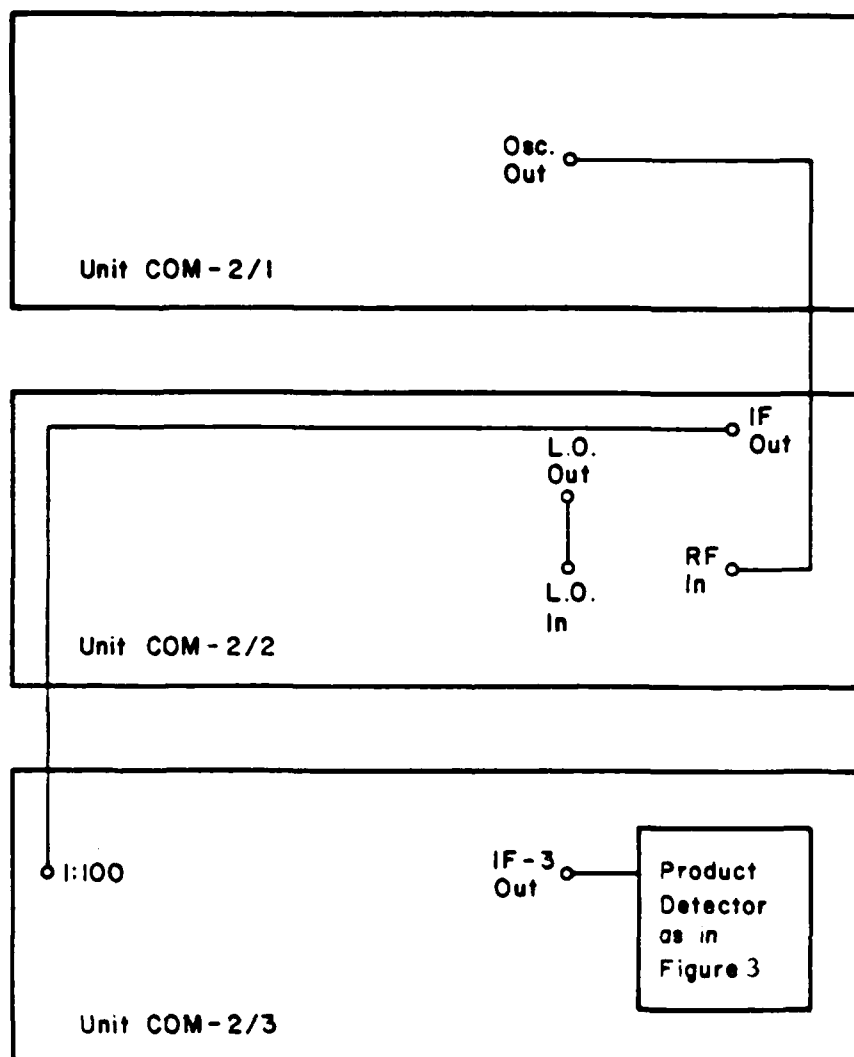 Osc.
Out
Unit COM-2/1
IF
Out
L.O.
Out
RF
In
L.O.
In
Unit COM-2/2
1:100
IF-3
Out
Product
Detector
as in
Figure 3
Unit COM-2/3